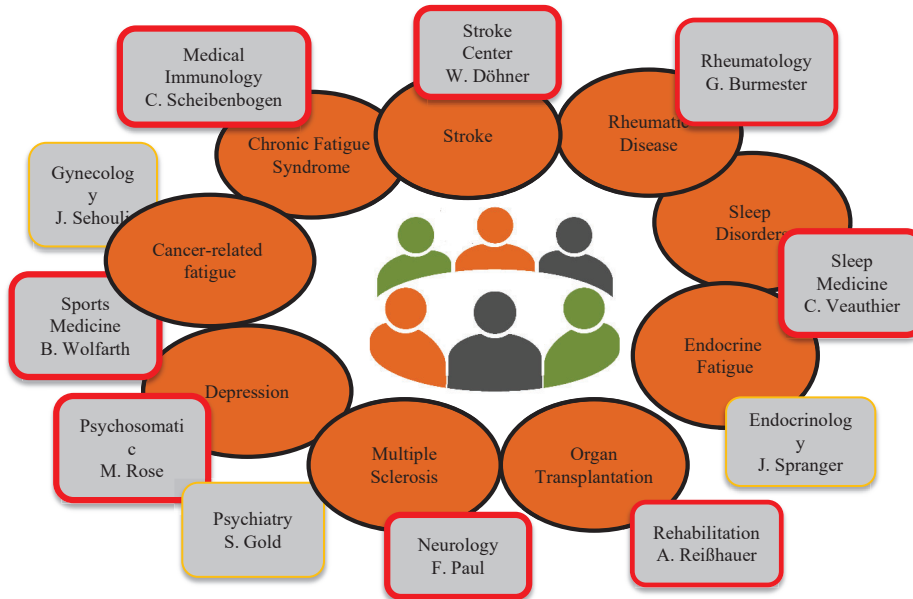 Medical
Immunology
C. Scheibenbogen
Stroke
Center
W. Döhner
Rheumatology
G. Burmester
Chronic Fatigue
Syndrome
Stroke
Rheumatic
Disease
Gynecolog
y
J. Sehouli
Cancer-related
fatigue
Sleep
Disorders
Sleep
Medicine
C. Veauthier
Sports
Medicine
B. Wolfarth
Endocrine
Fatigue
Depression
Psychosomati
c
M. Rose
Endocrinolog
y
J. Spranger
Multiple
Sclerosis
Organ
Transplantation
Psychiatry
S. Gold
Neurology
F. Paul
Rehabilitation
A. Reißhauer